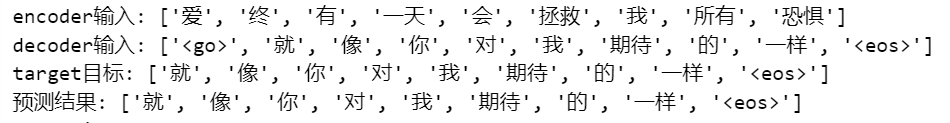 encoder输入: ['爱', '终', '有', '一天', '会', '拯救', '我', '所有', '恐惧']
decoder输入: ['<go>', '就', '像', '你', '对', '我', '期待', '的', '一样', '<eos>']
target目标: ['就', '像', '你', '对', '我', '期待', '的', '一样', '<eos>']
预测结果: ['就', '像', '你', '对', '我', '期待', '的', '一样', '<eos>']